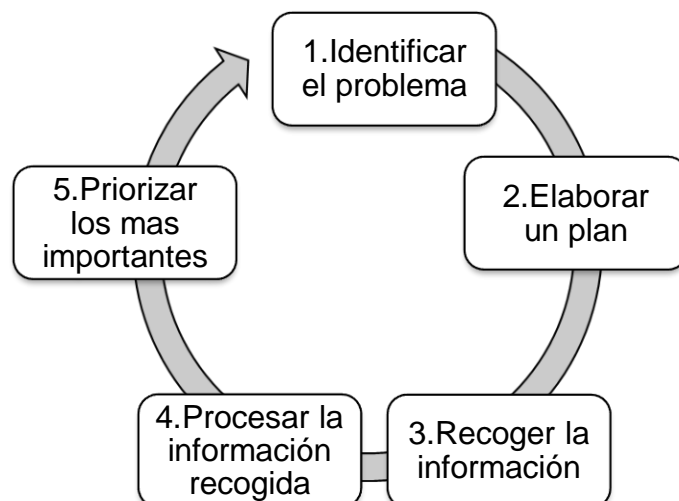 1.Identificar
el problema
2.Elaborar
un plan
3.Recoger la
información
4.Procesar la
información
recogida
5.Priorizar
los mas
importantes